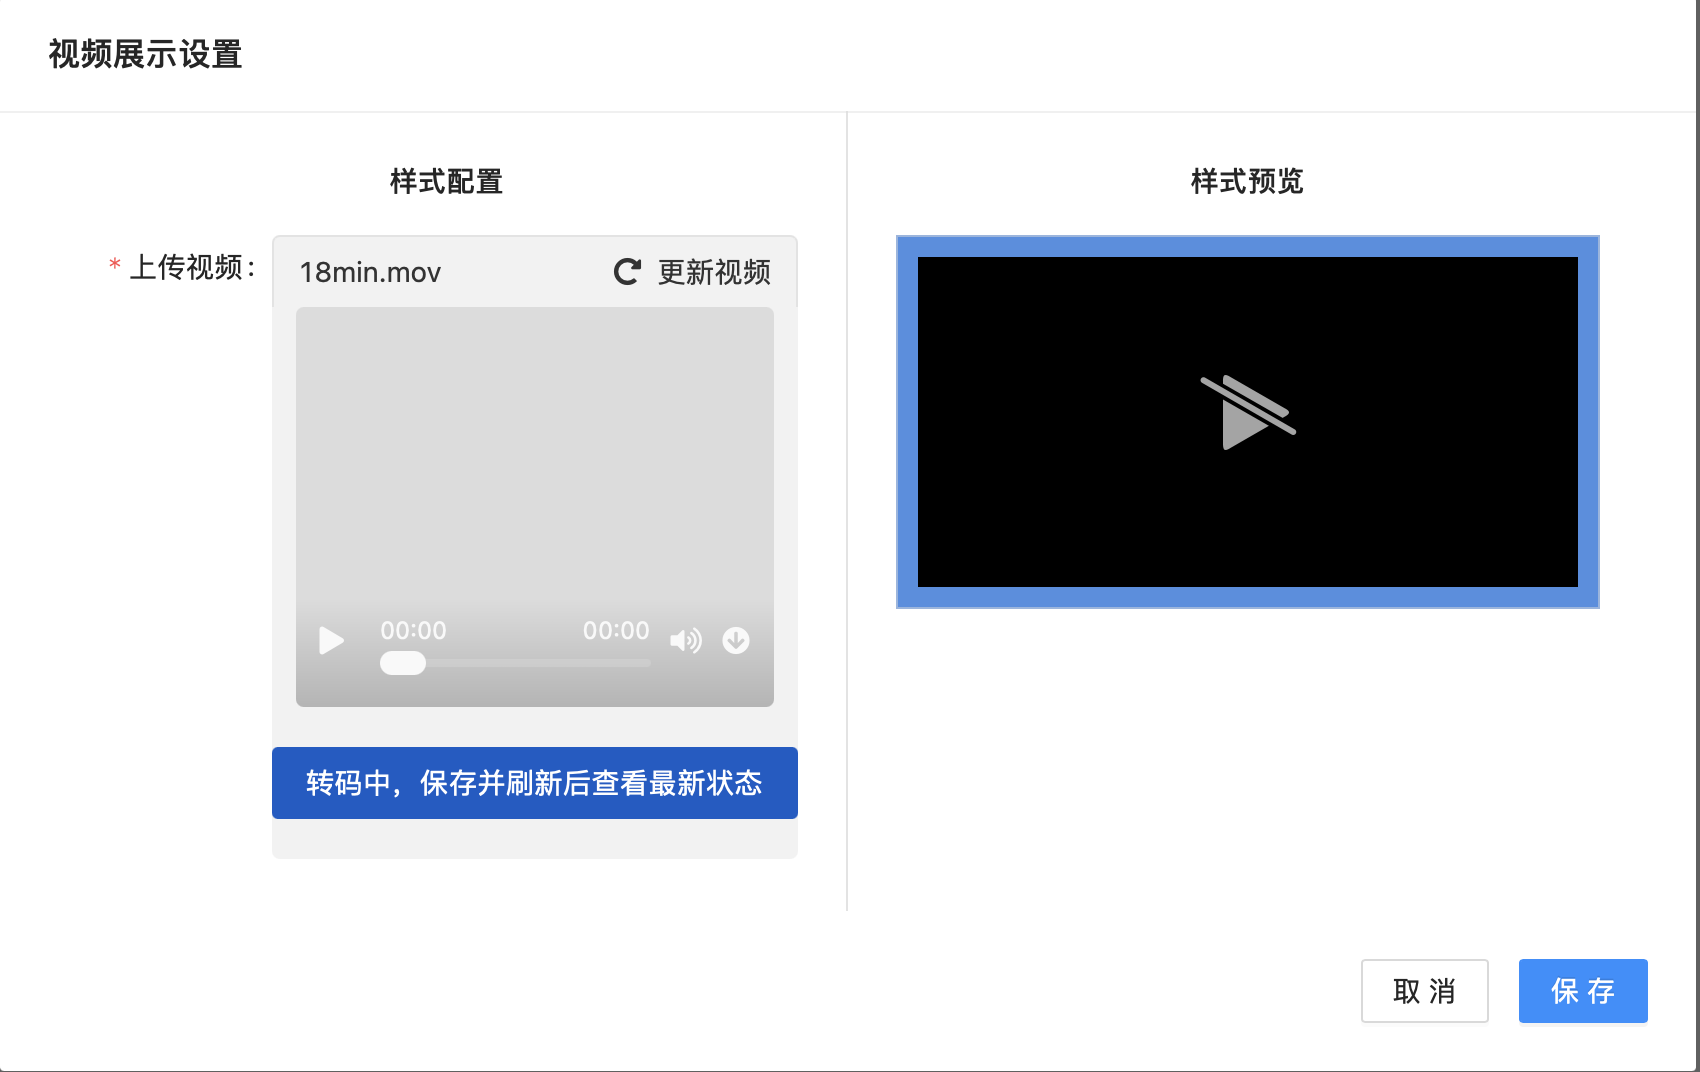 视频展示设置
样式配置
* 上传视频：
18min.mov
更新视频
00:00
00:00
转码中，保存并刷新后查看最新状态
样式预览
取 消
保 存